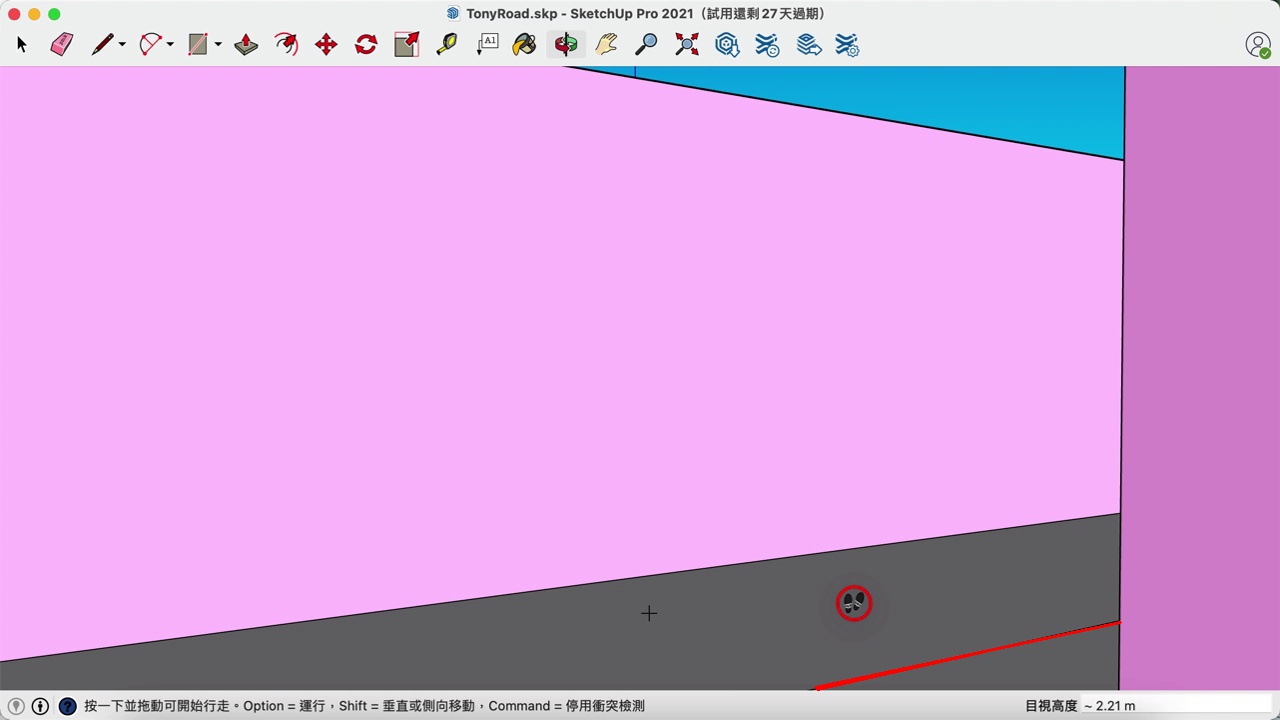 TonyRoad.skp - SketchUp Pro 2021（試用還剩 27 天過期）
A1
按一下並拖動可開始行走。Option = 運行，Shift = 垂直或側向移動，Command = 停用衝突檢測
目視高度 ~ 2.21 m